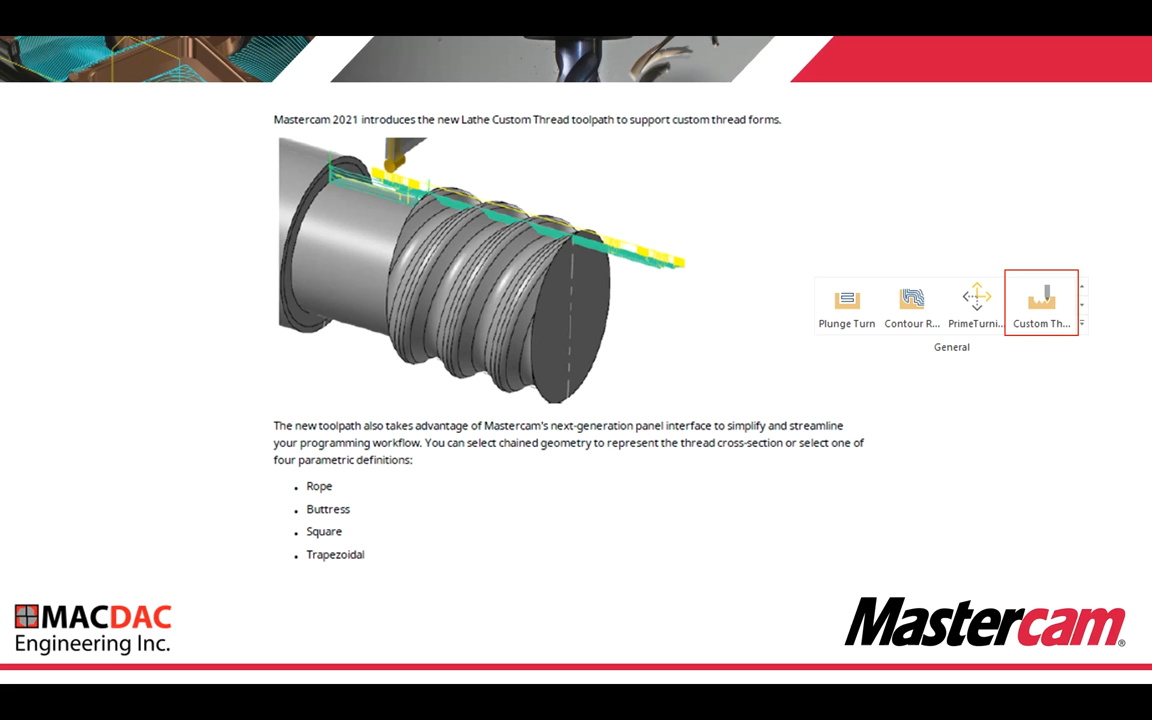 Mastercam 2021 introduces the new Lathe Custom Thread toolpath to support custom thread forms.
Plunge Turn
Contour R...
PrimeTurni...
Custom Th...
General
The new toolpath also takes advantage of Mastercam's next-generation panel interface to simplify and streamline
your programming workflow. You can select chained geometry to represent the thread cross-section or select one of
four parametric definitions:
• Rope
• Buttress
• Square
• Trapezoidal
MACDAC
Engineering Inc.
Mastercam®